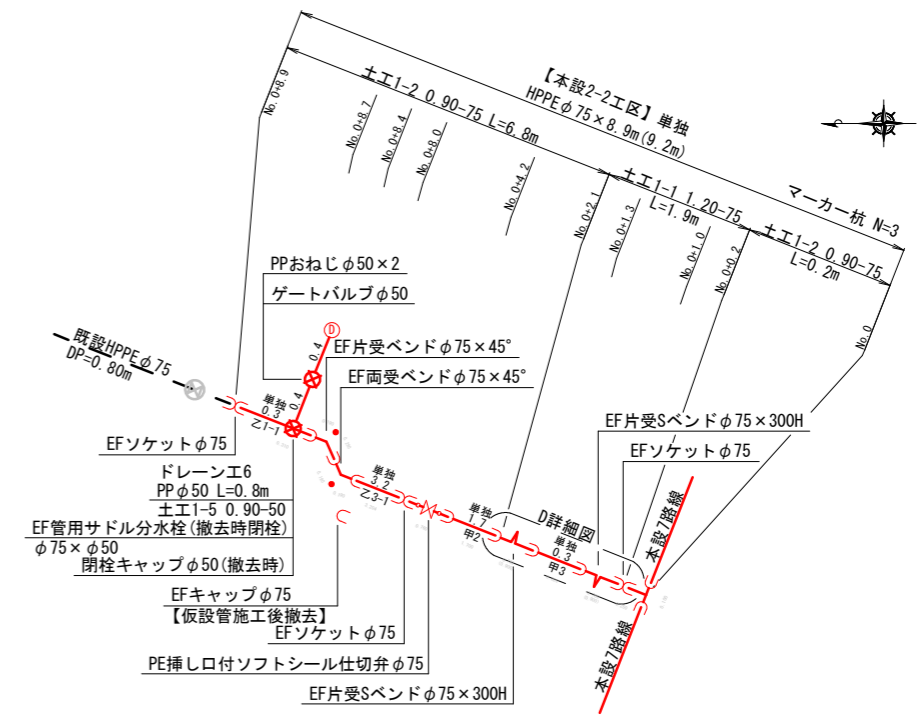 【本設2-2工区】単独
HPPEφ75×8.9m(9.2m)
マーカー杭 N=3
土工1-2 0.90-75 L=6.8m
土工1-1 1.20-75
L=1.9m
土工1-2 0.90-75
L=0.2m
No.0+8.9
No.0+8.7
No.0+8.4
No.0+8.0
No.0+4.2
No.0+2.1
No.0+1.3
No.0+1.0
No.0+0.2
No.0
PPおねじφ50×2
ゲートバルブφ50
D
0.4
0.4
EF片受ベンドφ75×45°
EF両受ベンドφ75×45°
既設HPPEφ75
DP=0.80m
単独
0.3
乙1-1
EFソケットφ75
ドレーン工6
PPφ50 L=0.8m
土工1-5 0.90-50
EF管用サドル分水栓(撤去時閉栓)
φ75×φ50
閉栓キャップφ50(撤去時)
単独
3.2
乙3-1
EFキャップφ75
【仮設管施工後撤去】
EFソケットφ75
PE挿し口付ソフトシール仕切弁φ75
EF片受Sベンドφ75×300H
単独
1.7
甲2
D詳細図
単独
0.3
甲3
EF片受Sベンドφ75×300H
EFソケットφ75
本設7路線
本設7路線